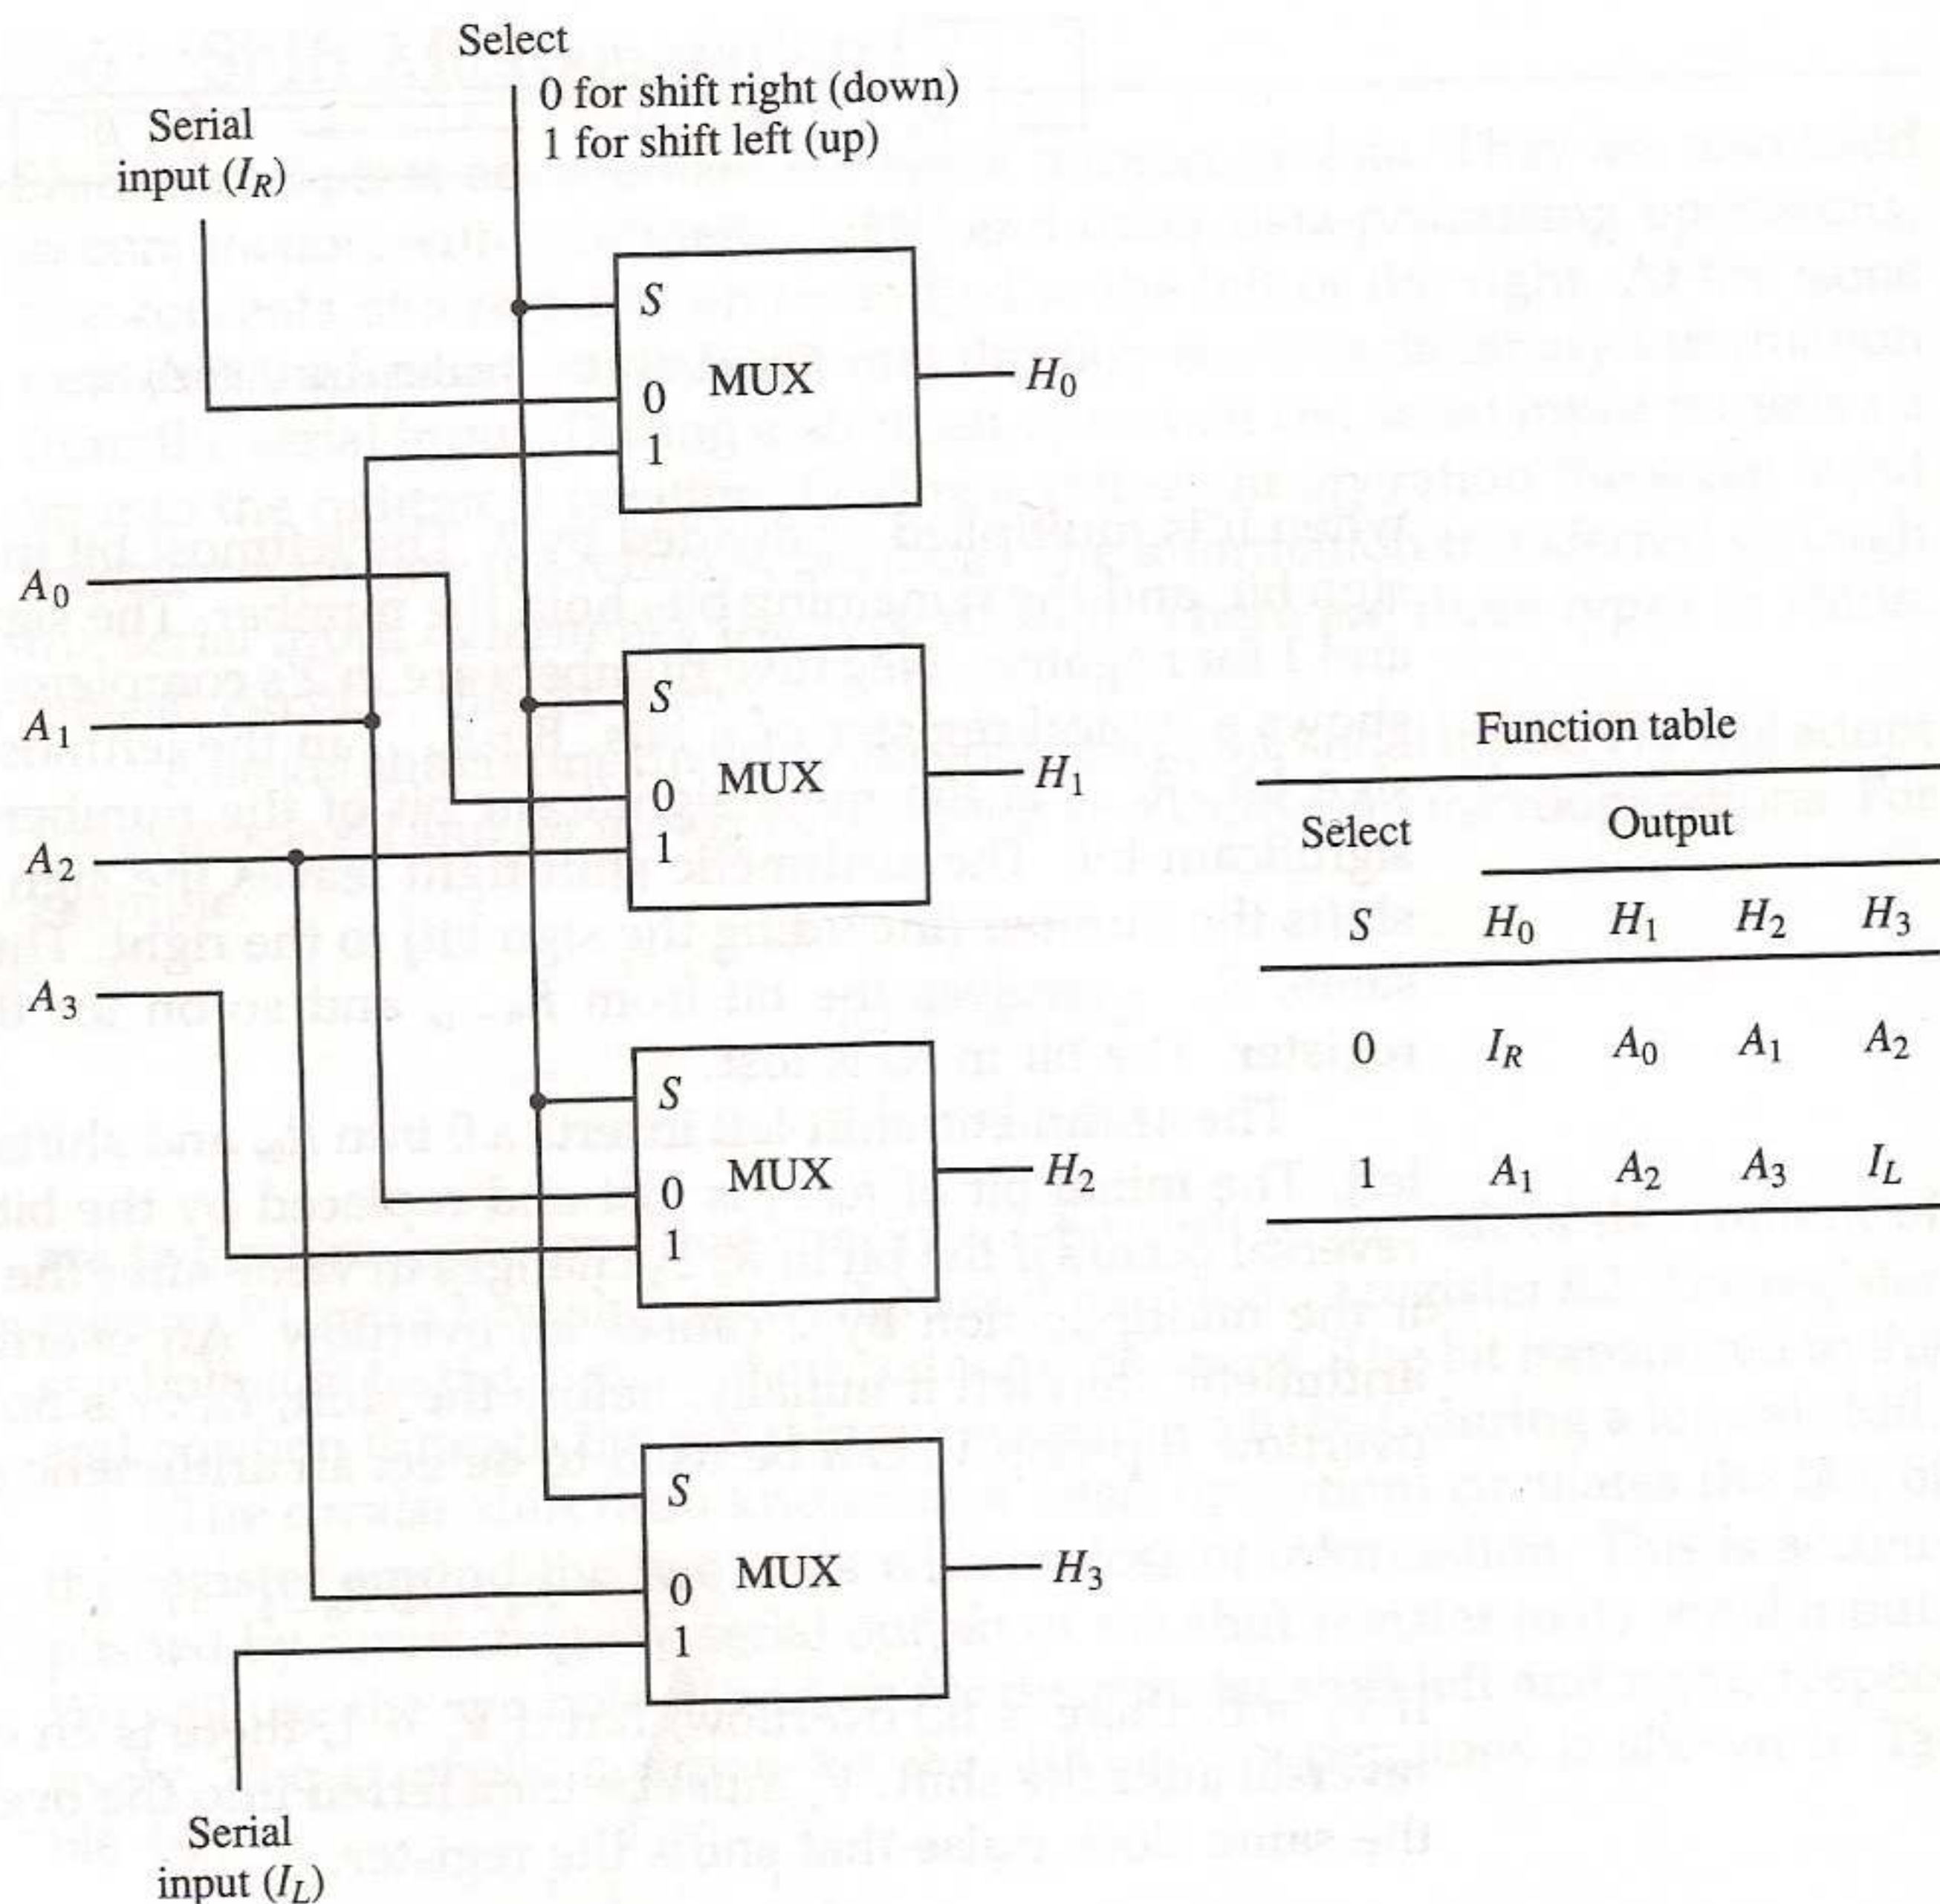 Select
0 for shift right (down)
1 for shift left (up)
Serial
input (I_R)
S
MUX
0
1
H_0
A_0
A_1
A_2
A_3
S
MUX
0
1
H_1
S
MUX
0
1
H_2
S
MUX
0
1
H_3
Serial
input (I_L)
Function table
Select Output
S H_0 H_1 H_2 H_3
0 I_R A_0 A_1 A_2
1 A_1 A_2 A_3 I_L